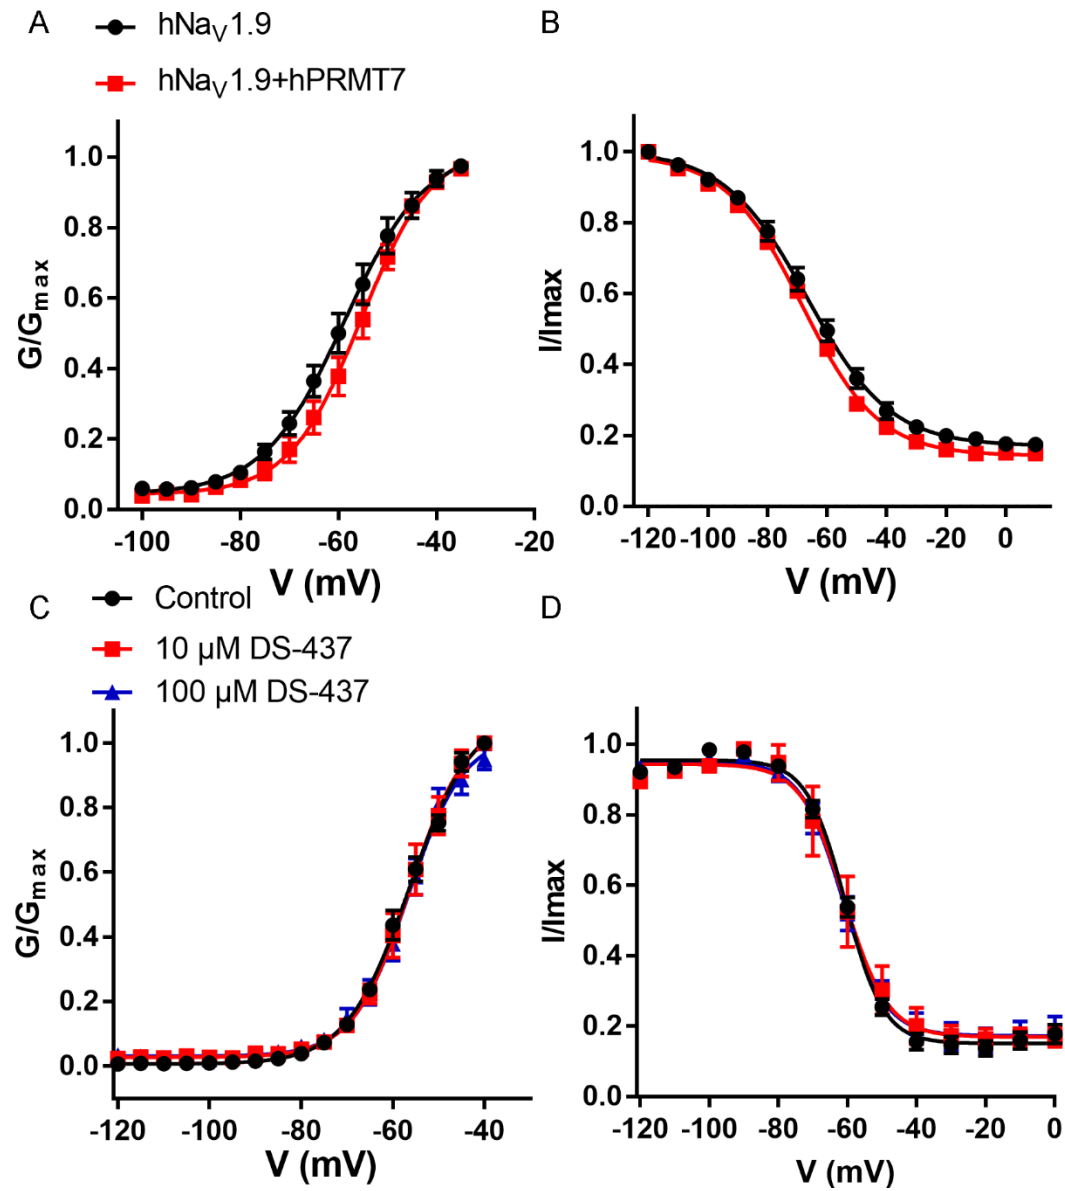 A
hNaV1.9
hNaV1.9+hPRMT7
G/Gmax
1.0
0.8
0.6
0.4
0.2
0.0
-100 -80 -60 -40 -20
V (mV)
B
I/Imax
1.0
0.8
0.6
0.4
0.2
0.0
-120 -100 -80 -60 -40 -20 0
V (mV)
C
Control
10 µM DS-437
100 µM DS-437
G/Gmax
1.0
0.8
0.6
0.4
0.2
0.0
-120 -100 -80 -60 -40
V (mV)
D
I/Imax
1.0
0.8
0.6
0.4
0.2
0.0
-120 -100 -80 -60 -40 -20 0
V (mV)